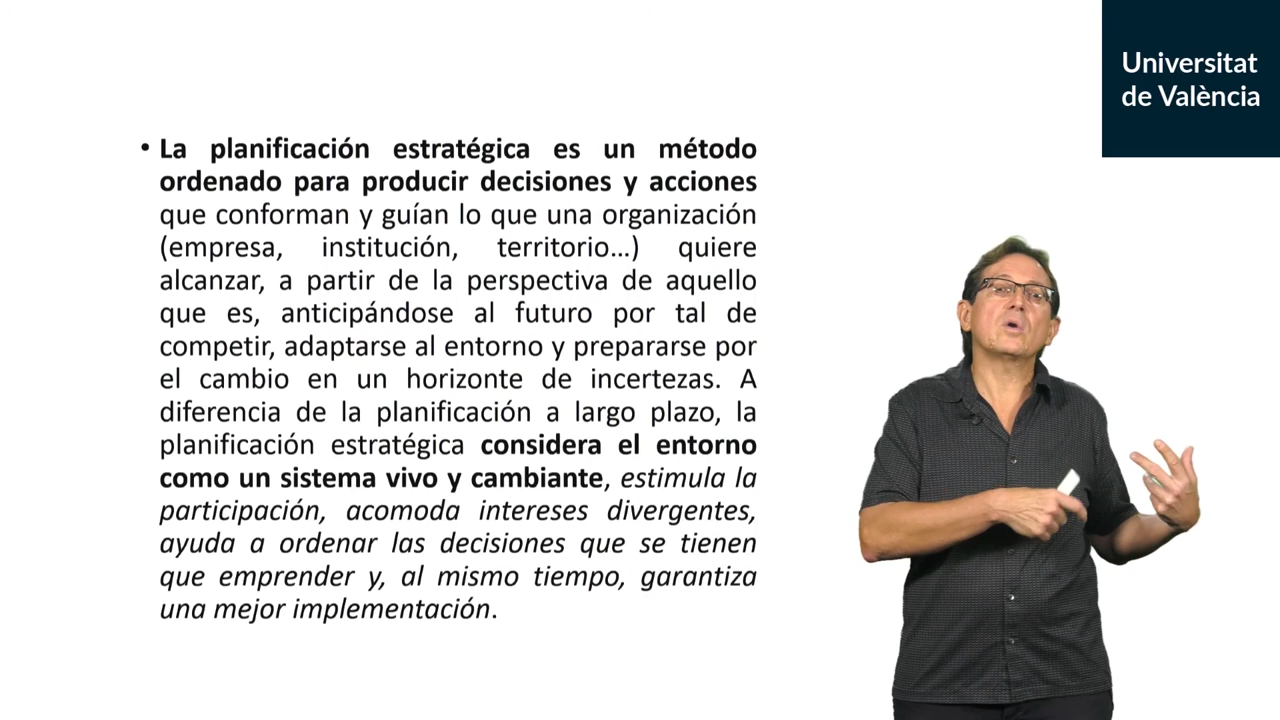 Universitat
de València
• La planificación estratégica es un método
ordenado para producir decisiones y acciones
que conforman y guían lo que una organización
(empresa, institución, territorio…) quiere
alcanzar, a partir de la perspectiva de aquello
que es, anticipándose al futuro por tal de
competir, adaptarse al entorno y prepararse por
el cambio en un horizonte de incertezas. A
diferencia de la planificación a largo plazo, la
planificación estratégica considera el entorno
como un sistema vivo y cambiante, estimula la
participación, acomoda intereses divergentes,
ayuda a ordenar las decisiones que se tienen
que emprender y, al mismo tiempo, garantiza
una mejor implementación.